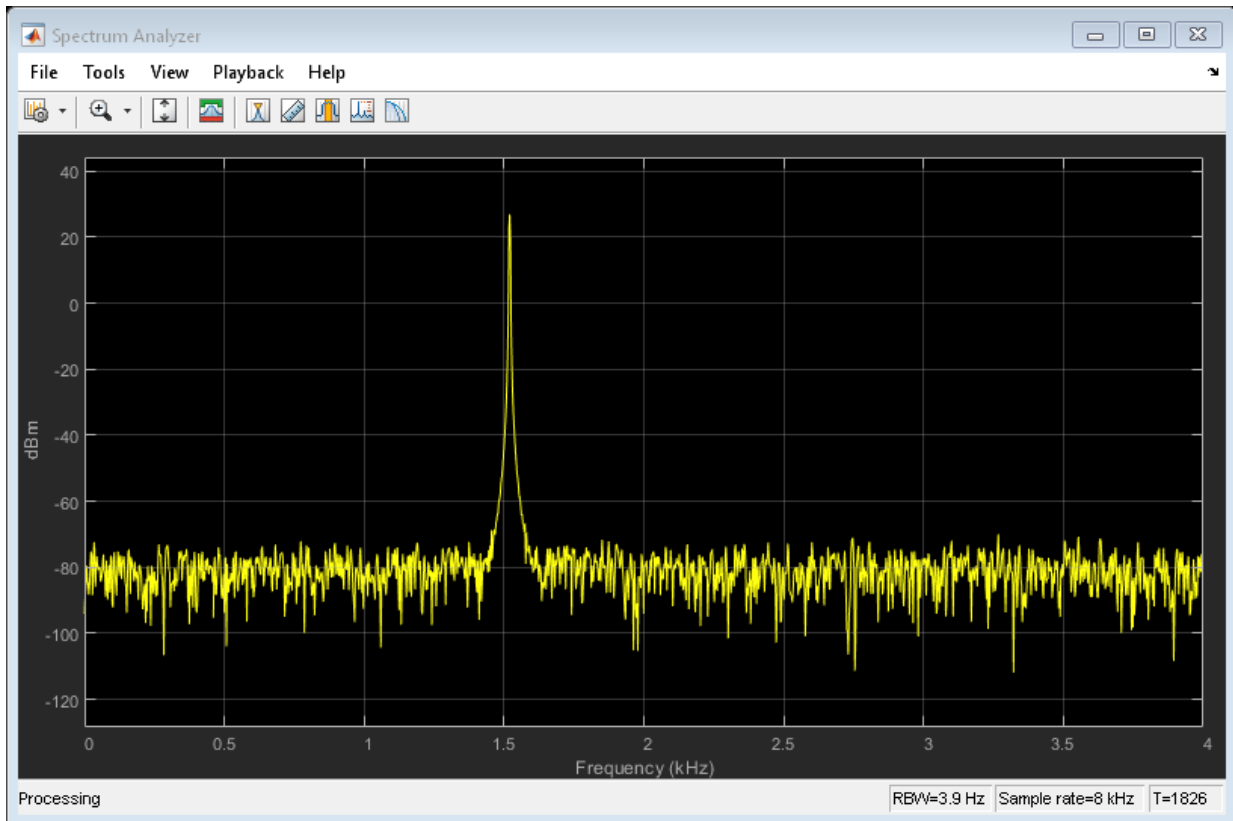 Spectrum Analyzer
File Tools View Playback Help
40
20
0
-20
-40
-60
-80
-100
-120
dBm
0 0.5 1 1.5 2 2.5 3 3.5 4
Frequency (kHz)
Processing RBW=3.9 Hz Sample rate=8 kHz T=1826